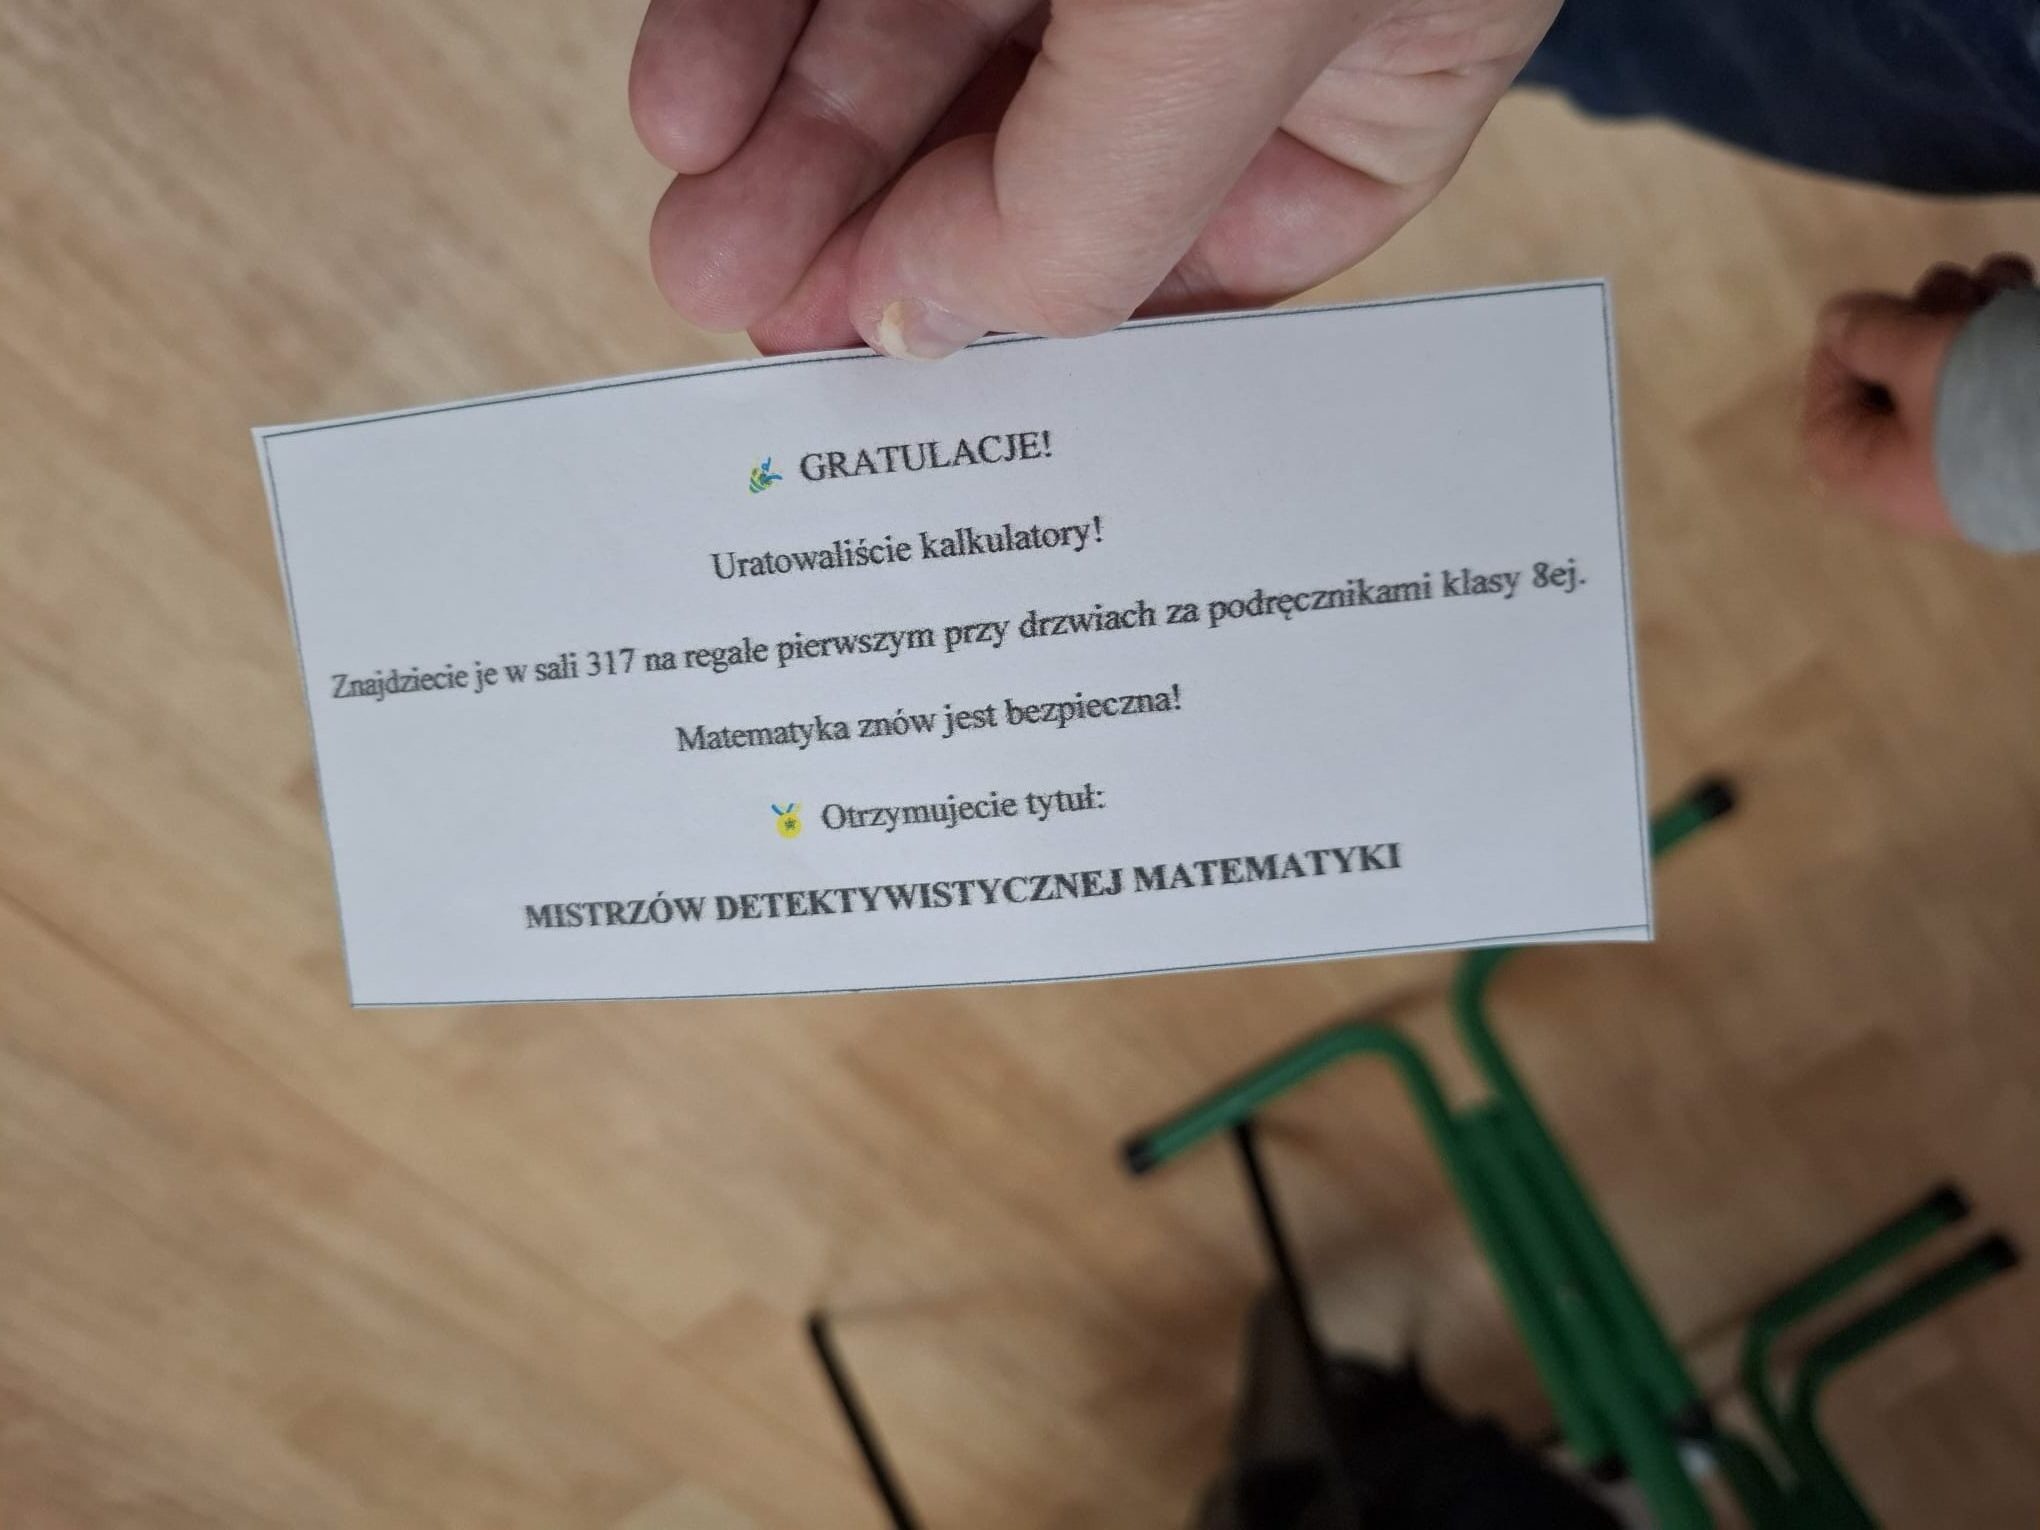 🎉 GRATULACJE!
Uratowaliście kalkulatory!
Znajdziecie je w sali 317 na regale pierwszym przy drzwiach za podręcznikami klasy 8ej.
Matematyka znów jest bezpieczna!
🏅 Otrzymujecie tytuł:
MISTRZÓW DETEKTYWISTYCZNEJ MATEMATYKI